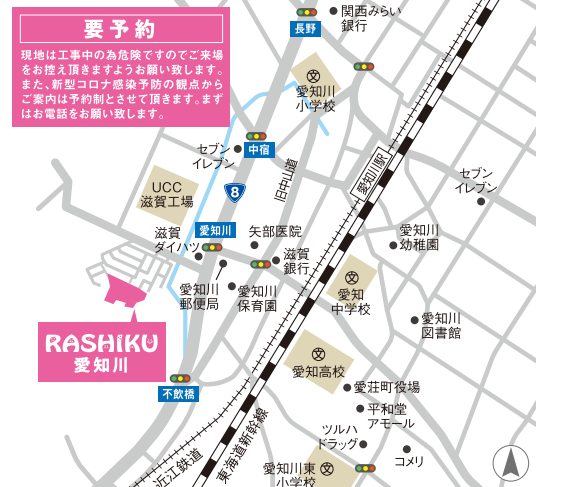 要予約
現地は工事中の為危険ですのでご来場
をお控え頂きますようお願い致します。
また、新型コロナ感染予防の観点から
ご案内は予約制とさせて頂きます。まず
はお電話をお願い致します。
関西みらい
銀行
長野
愛知川
小学校
セブン
イレブン
中宿
旧中山道
愛知川駅
セブン
イレブン
UCC
滋賀工場
8
滋賀
ダイハツ
愛知川
矢部医院
愛知川
幼稚園
滋賀
銀行
愛知川
郵便局
愛知川
保育園
愛知
中学校
愛知川
図書館
RASHiKU
愛知川
愛知高校
不飲橋
愛荘町役場
平和堂
アモール
ツルハ
ドラッグ
コメリ
近江鉄道
東海道新幹線
愛知川東
小学校
文
文
文
文